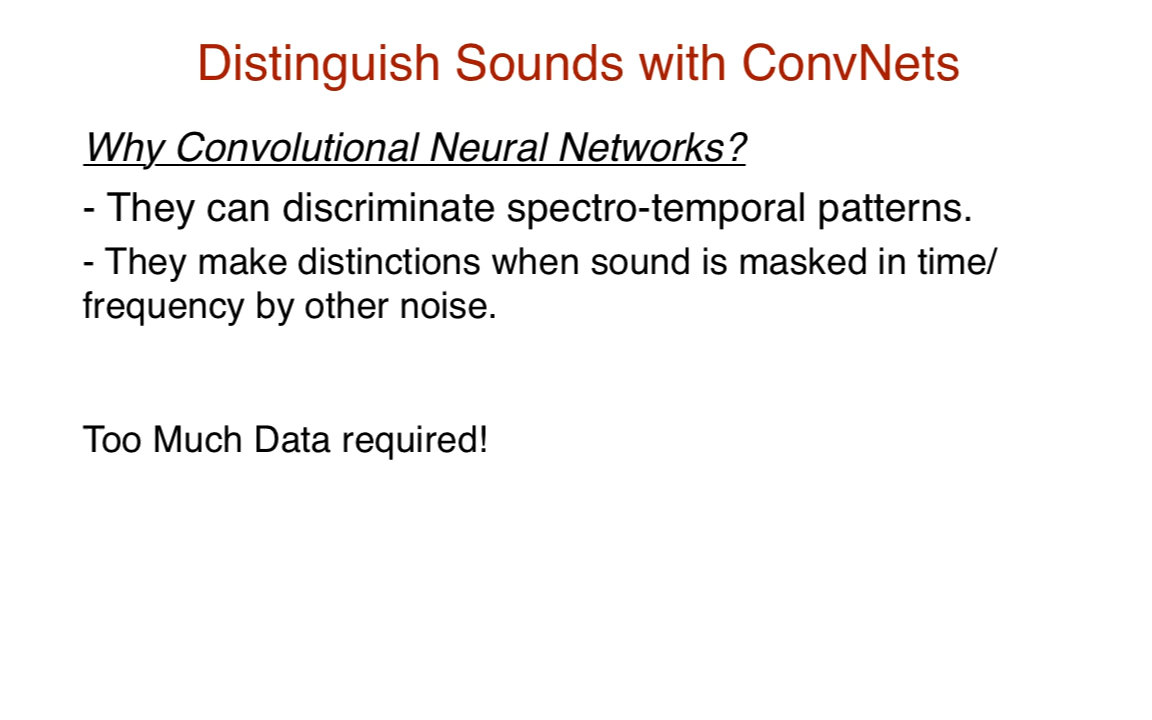 Distinguish Sounds with ConvNets
Why Convolutional Neural Networks?
- They can discriminate spectro-temporal patterns.
- They make distinctions when sound is masked in time/
frequency by other noise.
Too Much Data required!